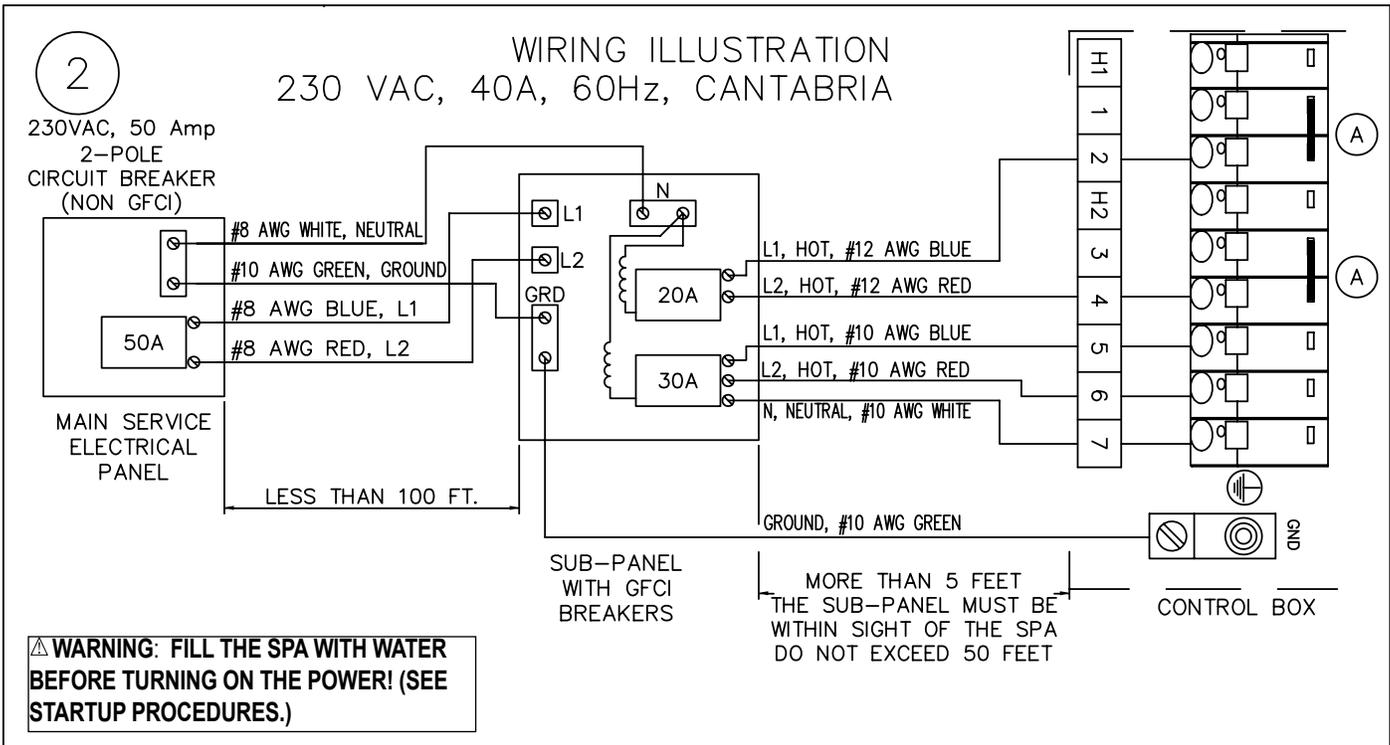 WIRING ILLUSTRATION
230 VAC, 40A, 60Hz, CANTABRIA
2
230VAC, 50 Amp
2-POLE
CIRCUIT BREAKER
(NON GFCI)
50A
MAIN SERVICE
ELECTRICAL
PANEL
#8 AWG WHITE, NEUTRAL
#10 AWG GREEN, GROUND
#8 AWG BLUE, L1
#8 AWG RED, L2
LESS THAN 100 FT.
L1
L2
GRD
N
20A
30A
SUB-PANEL
WITH GFCI
BREAKERS
L1, HOT, #12 AWG BLUE
L2, HOT, #12 AWG RED
L1, HOT, #10 AWG BLUE
L2, HOT, #10 AWG RED
N, NEUTRAL, #10 AWG WHITE
GROUND, #10 AWG GREEN
MORE THAN 5 FEET
THE SUB-PANEL MUST BE
WITHIN SIGHT OF THE SPA
DO NOT EXCEED 50 FEET
H1
1
2
H2
3
4
5
6
7
A
A
GND
CONTROL BOX
⚠ WARNING: FILL THE SPA WITH WATER
BEFORE TURNING ON THE POWER! (SEE
STARTUP PROCEDURES.)